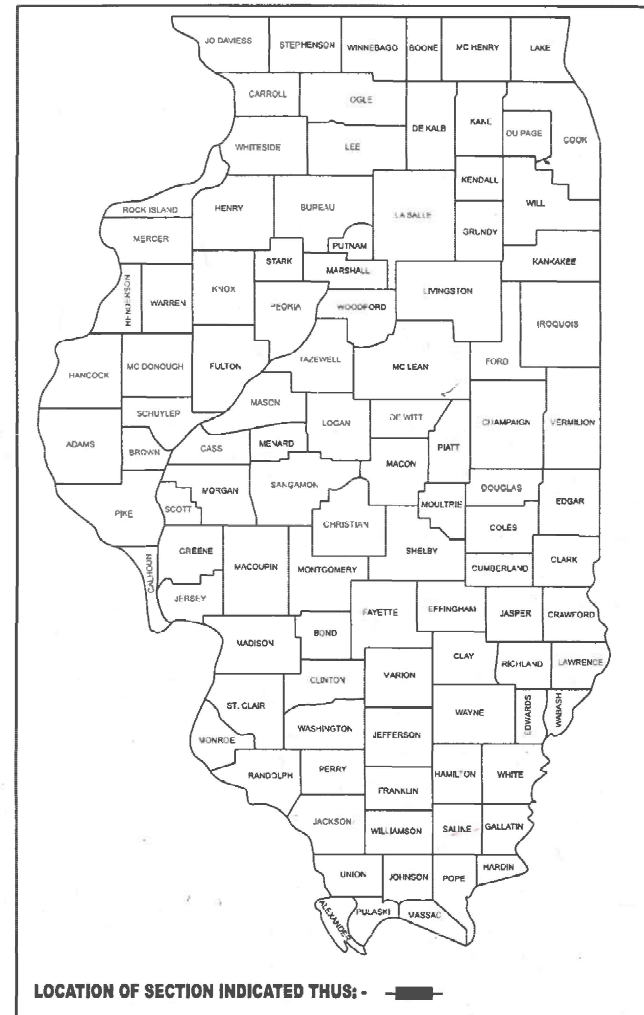 JO DAVIESS STEPHENSON WINNEBAGO BOONE MC HENRY LAKE
CARROLL OGLE DE KALB KANE DU PAGE COOK
WHITESIDE LEE
KENDALL
ROCK ISLAND HENRY BUREAU LA SALLE WILL
MERCER PUTNAM GRUNDY
STARK MARSHALL KANKAKEE
HENDERSON WARREN KNOX PEORIA WOODFORD LIVINGSTON IROQUOIS
HANCOCK MC DONOUGH FULTON TAZEWELL MC LEAN FORD
SCHUYLER MASON LOGAN DE WITT CHAMPAIGN VERMILION
ADAMS BROWN CASS MENARD MACON PIATT
PIKE SCOTT MORGAN SANGAMON MOULTRIE DOUGLAS EDGAR
CHRISTIAN COLES
CALHOUN GREENE MACOUPIN MONTGOMERY SHELBY CUMBERLAND CLARK
JERSEY
FAYETTE EFFINGHAM JASPER CRAWFORD
MADISON BOND CLAY
CLINTON MARION RICHLAND LAWRENCE
ST. CLAIR WASHINGTON WAYNE EDWARDS WABASH
MONROE JEFFERSON
RANDOLPH PERRY HAMILTON WHITE
FRANKLIN
JACKSON WILLIAMSON SALINE GALLATIN
UNION JOHNSON POPE HARDIN
ALEXANDER PULASKI MASSAC
LOCATION OF SECTION INDICATED THUS: -